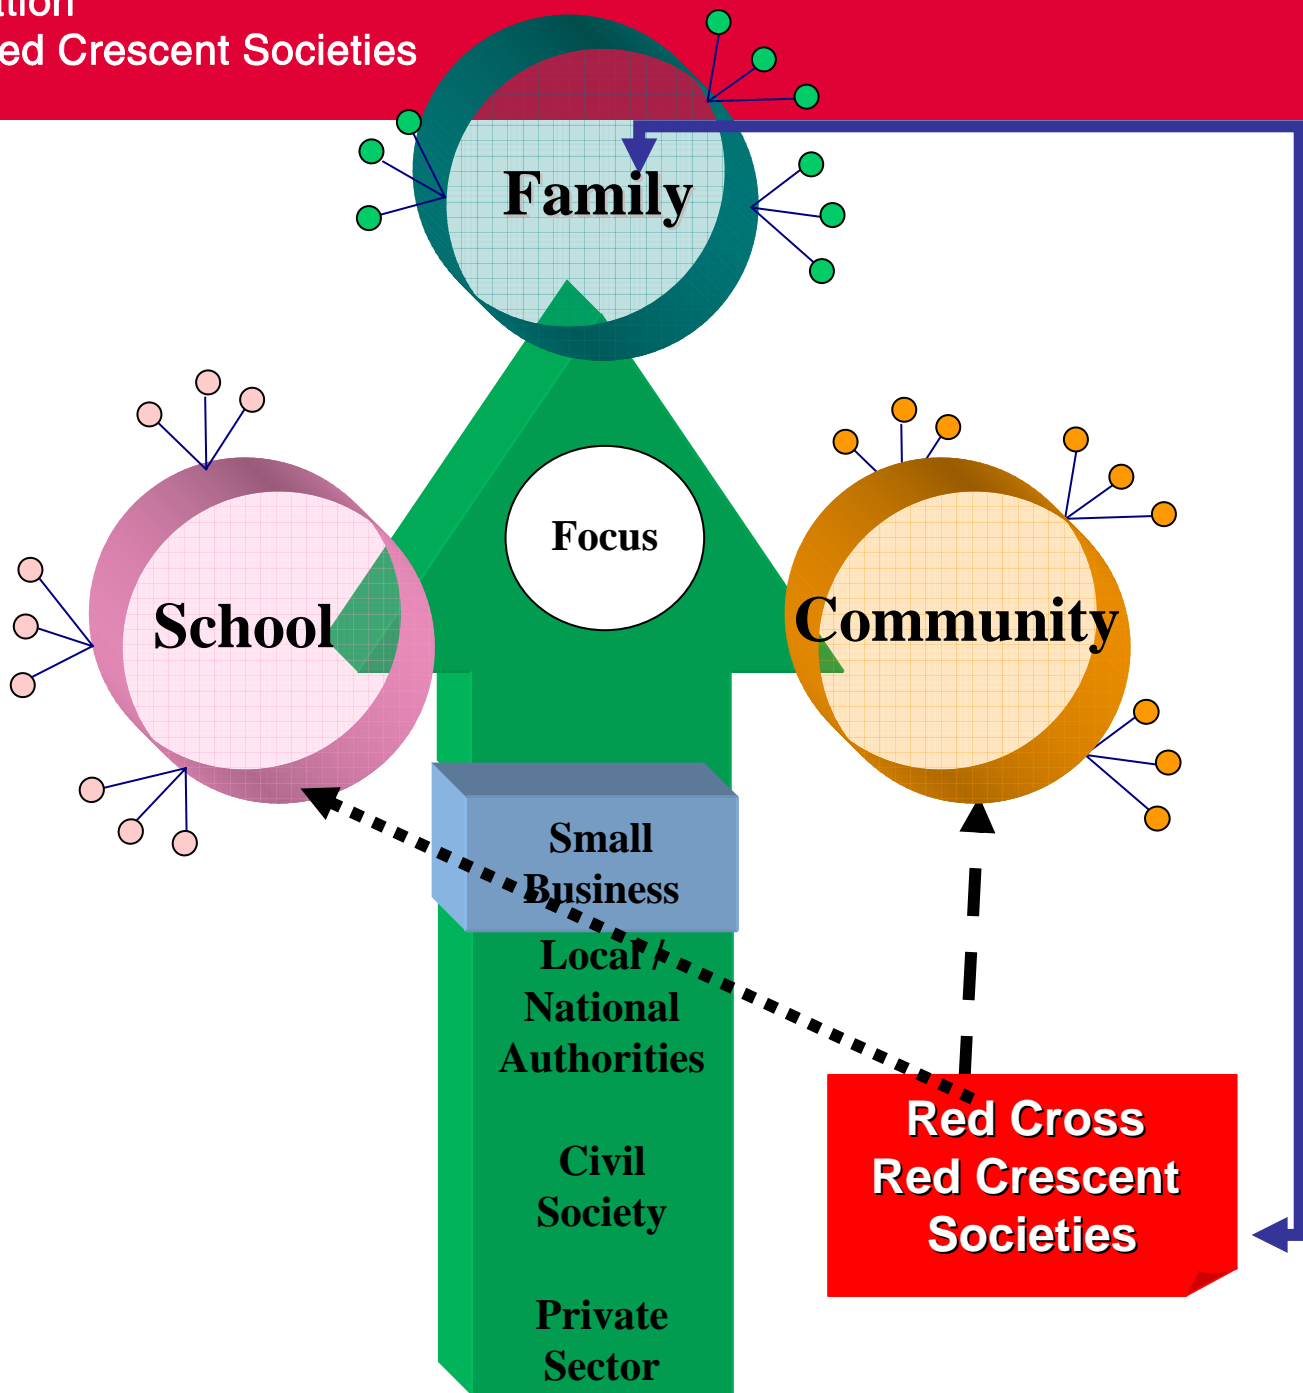 ed Crescent Societies
Family
Focus
School
Community
Small
Business
Local /
National
Authorities
Civil
Society
Private
Sector
Red Cross
Red Crescent
Societies